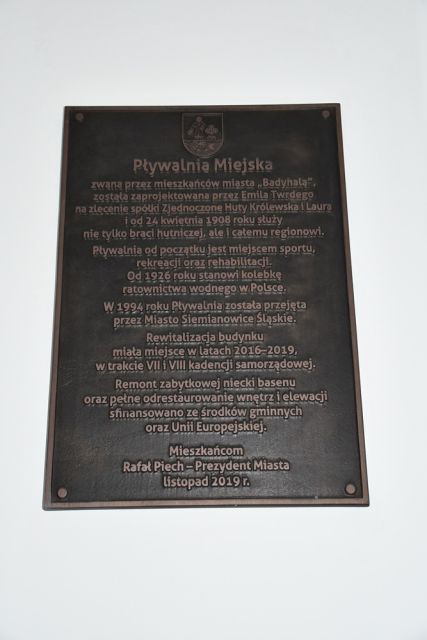 Pływalnia Miejska
zwana przez mieszkańców miasta „Badyhalą”,
została zaprojektowana przez Emila Twrdego
na zlecenie spółki Zjednoczone Huty Królewska i Laura
i od 24 kwietnia 1908 roku służy
nie tylko braci hutniczej, ale i całemu regionowi.
Pływalnia od początku jest miejscem sportu,
rekreacji oraz rehabilitacji.
Od 1926 roku stanowi kolebkę
ratownictwa wodnego w Polsce.
W 1994 roku Pływalnia została przejęta
przez Miasto Siemianowice Śląskie.
Rewitalizacja budynku
miała miejsce w latach 2016–2019,
w trakcie VII i VIII kadencji samorządowej.
Remont zabytkowej niecki basenu
oraz pełne odrestaurowanie wnętrz i elewacji
sfinansowano ze środków gminnych
oraz Unii Europejskiej.
Mieszkańcom
Rafał Piech – Prezydent Miasta
listopad 2019 r.